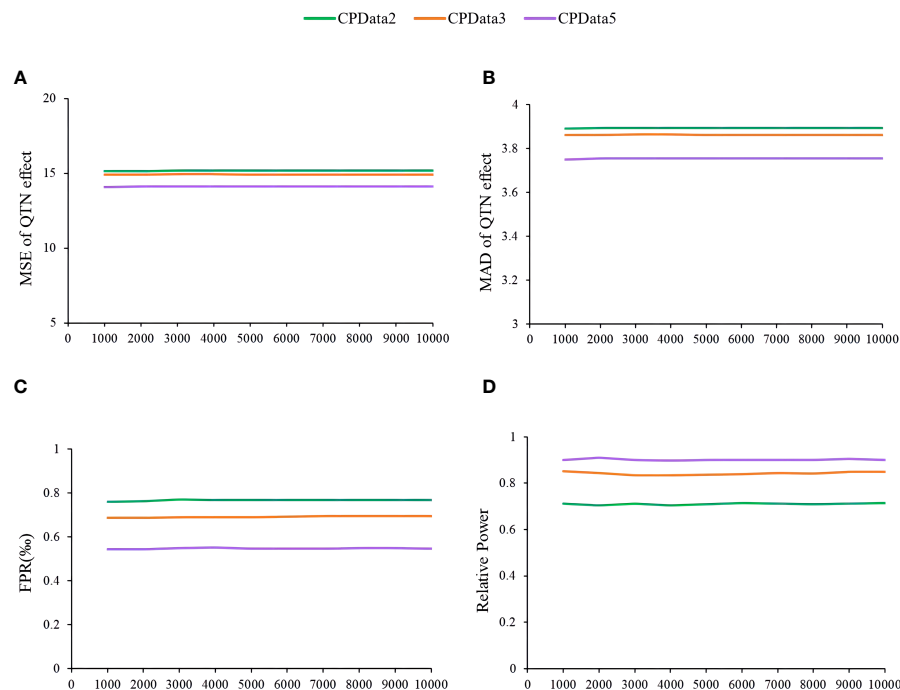 CPData2 CPData3 CPData5
A
20
15
10
5
MSE of QTN effect
0 1000 2000 3000 4000 5000 6000 7000 8000 9000 10000
B
4
3.8
3.6
3.4
3.2
3
MAD of QTN effect
0 1000 2000 3000 4000 5000 6000 7000 8000 9000 10000
C
1
0.8
0.6
0.4
0.2
0
FPR(‰)
0 1000 2000 3000 4000 5000 6000 7000 8000 9000 10000
D
1
0.8
0.6
0.4
0.2
0
Relative Power
0 1000 2000 3000 4000 5000 6000 7000 8000 9000 10000